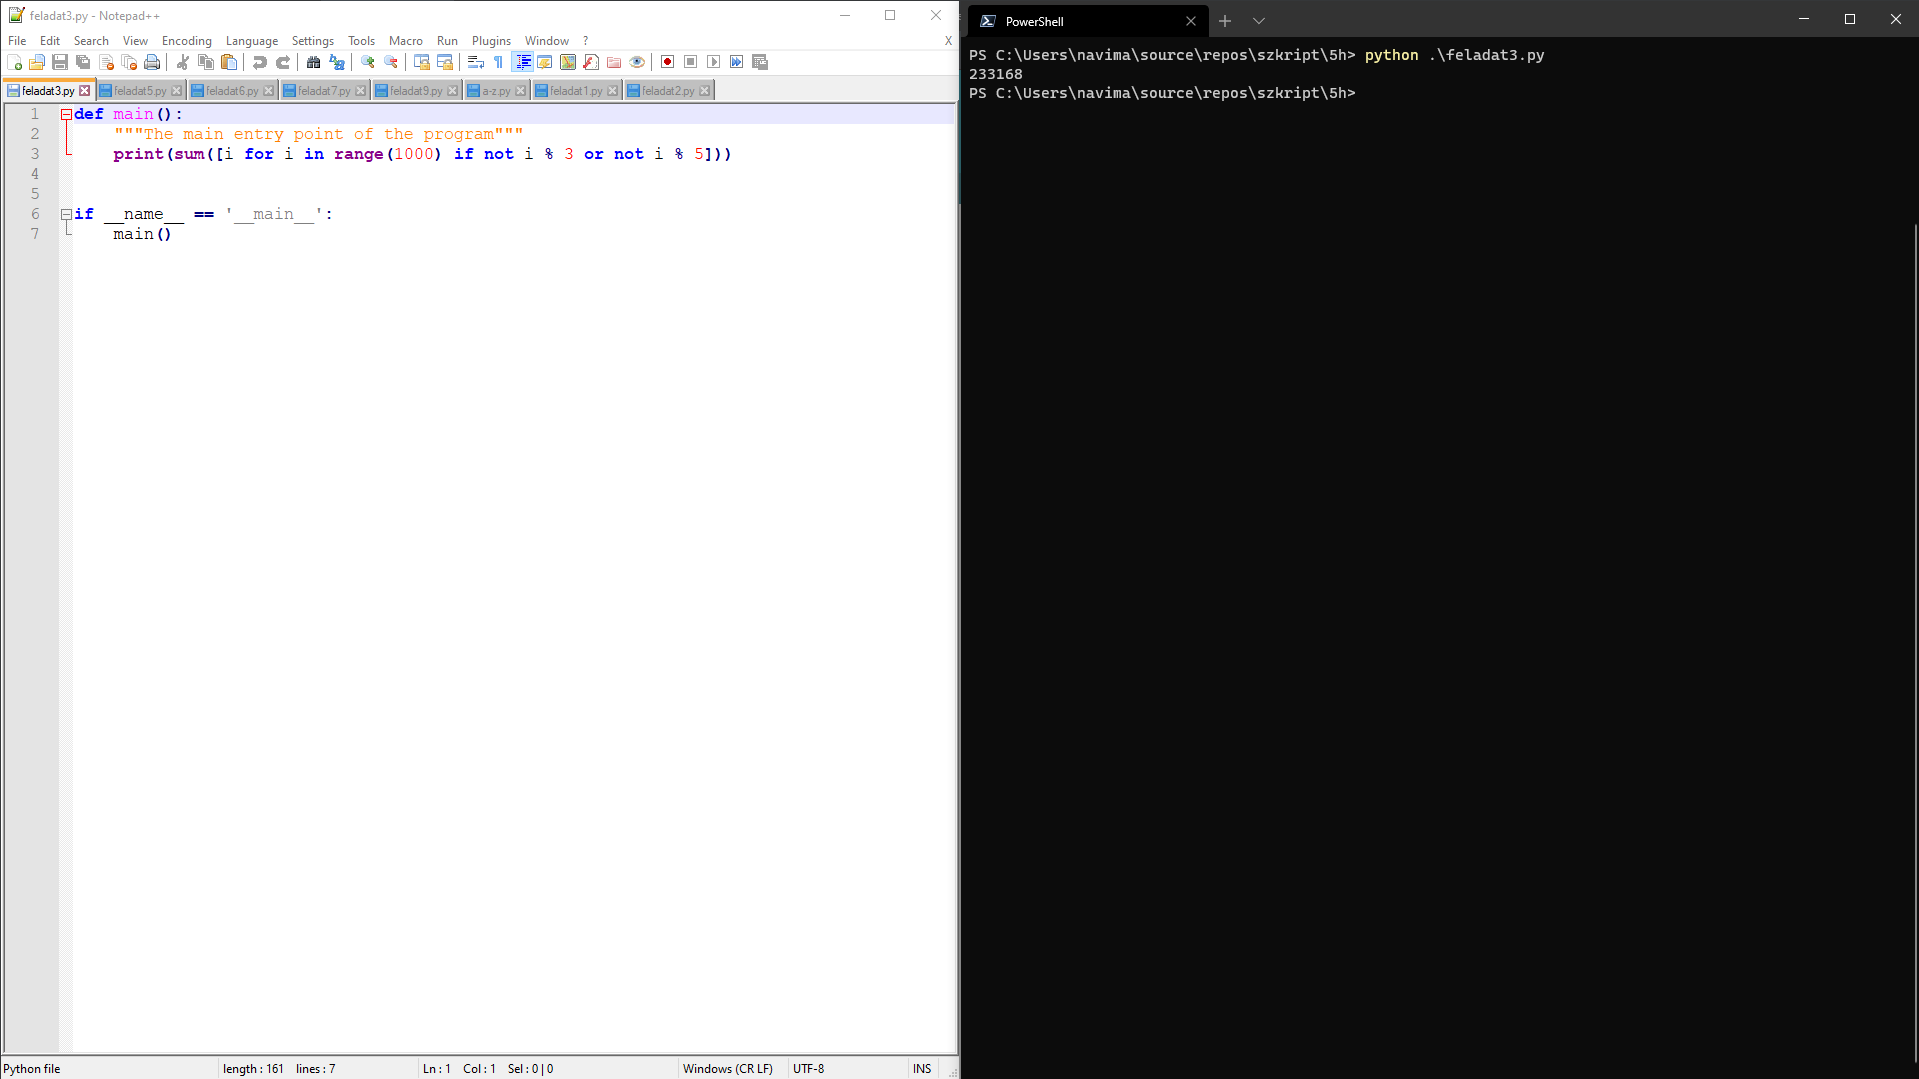 feladat3.py - Notepad++
File Edit Search View Encoding Language Settings Tools Macro Run Plugins Window ? X
feladat3.py feladat5.py feladat6.py feladat7.py feladat9.py a-z.py feladat1.py feladat2.py
1 def main():
2 """The main entry point of the program"""
3 print(sum([i for i in range(1000) if not i % 3 or not i % 5]))
4
5
6 if __name__ == '__main__':
7 main()
Python file length : 161 lines : 7 Ln : 1 Col : 1 Sel : 0 | 0 Windows (CR LF) UTF-8 INS
PowerShell
PS C:\Users\navima\source\repos\szkript\5h> python .\feladat3.py
233168
PS C:\Users\navima\source\repos\szkript\5h>